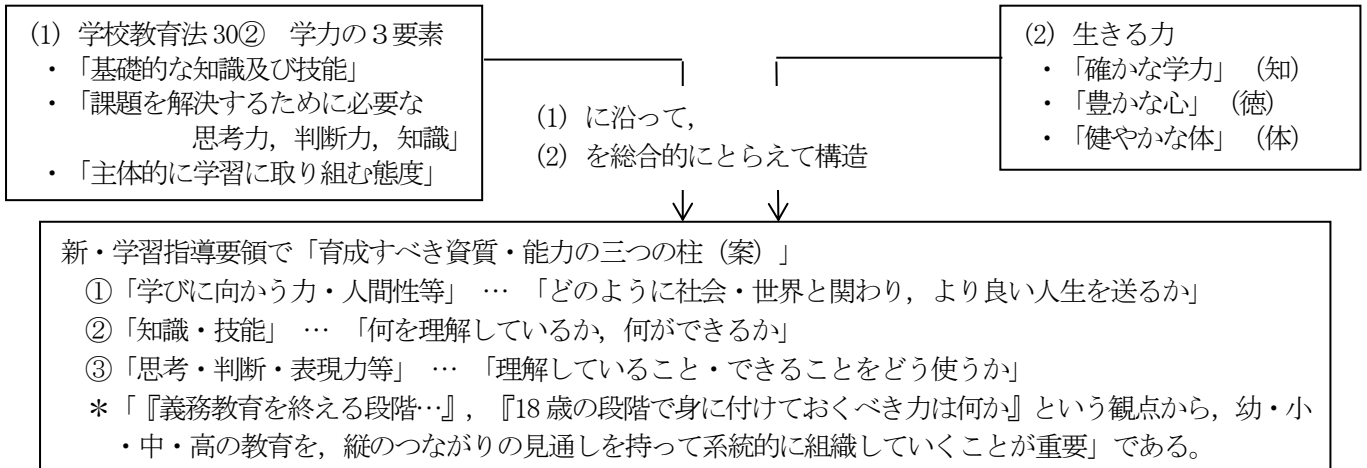 (1) 学校教育法 30② 学力の3要素
・「基礎的な知識及び技能」
・「課題を解決するために必要な
思考力，判断力，知識」
・「主体的に学習に取り組む態度」
(1) に沿って，
(2) を総合的にとらえて構造
(2) 生きる力
・「確かな学力」（知）
・「豊かな心」（徳）
・「健やかな体」（体）
新・学習指導要領で「育成すべき資質・能力の三つの柱（案）」
①「学びに向かう力・人間性等」 … 「どのように社会・世界と関わり，より良い人生を送るか」
②「知識・技能」 … 「何を理解しているか，何ができるか」
③「思考・判断・表現力等」 … 「理解していること・できることをどう使うか」
＊「『義務教育を終える段階…』，『18 歳の段階で身に付けておくべき力は何か』という観点から，幼・小
・中・高の教育を，縦のつながりの見通しを持って系統的に組織していくことが重要」である。